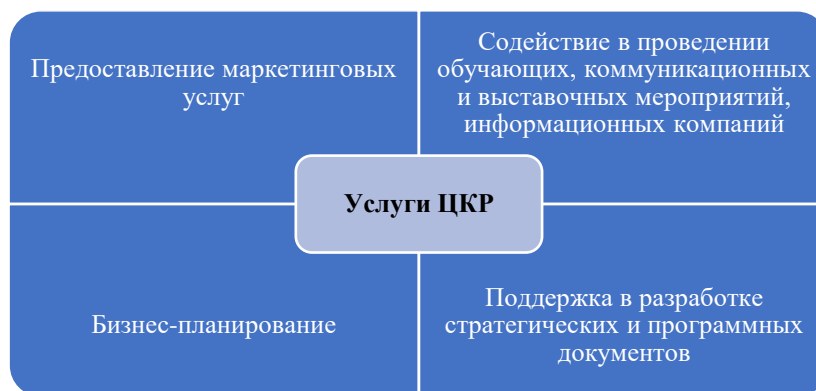 Предоставление маркетинговых
услуг
Содействие в проведении
обучающих, коммуникационных
и выставочных мероприятий,
информационных компаний
Услуги ЦКР
Бизнес-планирование
Поддержка в разработке
стратегических и программных
документов